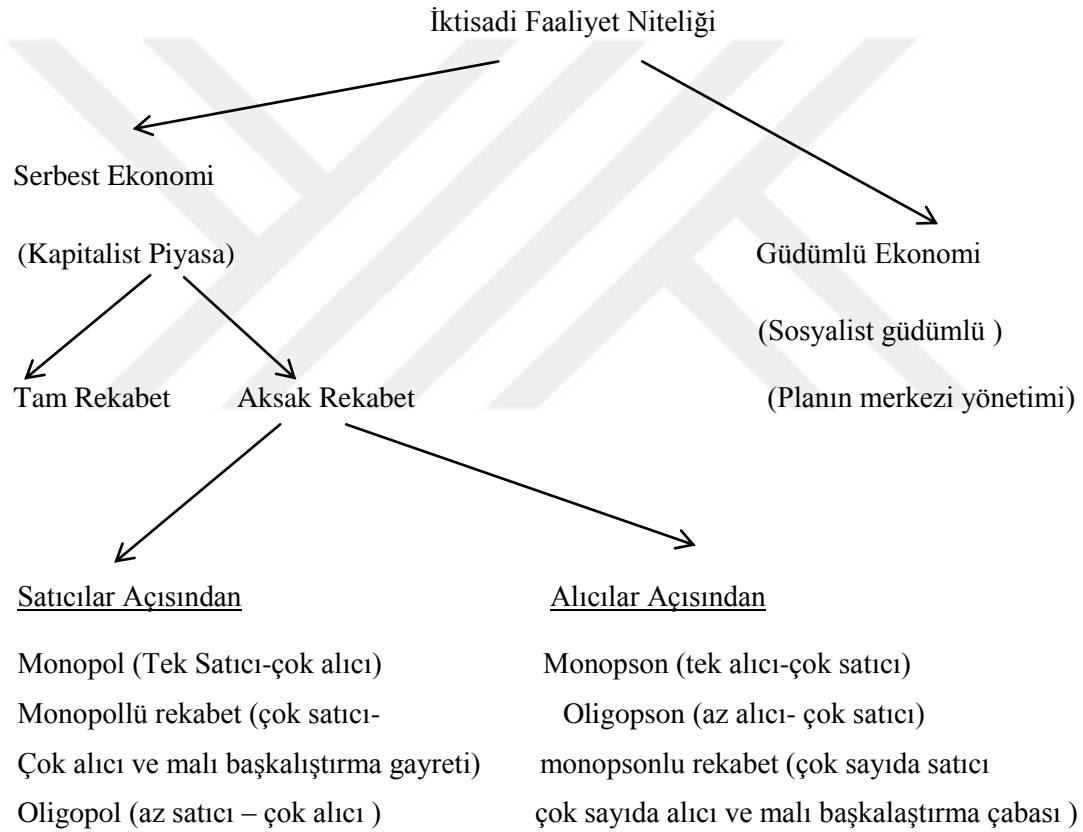 İktisadi Faaliyet Niteliği
Serbest Ekonomi
(Kapitalist Piyasa)
Güdümlü Ekonomi
(Sosyalist güdümlü )
Tam Rekabet
Aksak Rekabet
(Planın merkezi yönetimi)
Satıcılar Açısından
Monopol (Tek Satıcı-çok alıcı)
Monopollü rekabet (çok satıcı-
Çok alıcı ve malı başkalıştırma gayreti)
Oligopol (az satıcı – çok alıcı )
Alıcılar Açısından
Monopson (tek alıcı-çok satıcı)
Oligopson (az alıcı- çok satıcı)
monopsonlu rekabet (çok sayıda satıcı
çok sayıda alıcı ve malı başkalaştırma çabası )